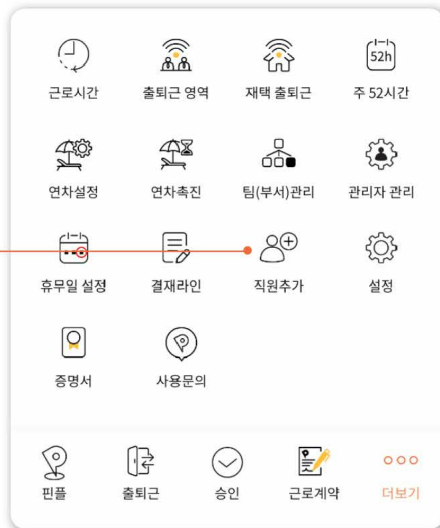 근로시간
출퇴근 영역
재택 출퇴근
52h
주 52시간
연차설정
연차촉진
팀(부서)관리
관리자 관리
휴무일 설정
결재라인
직원추가
설정
증명서
사용문의
핀플
출퇴근
승인
근로계약
더보기